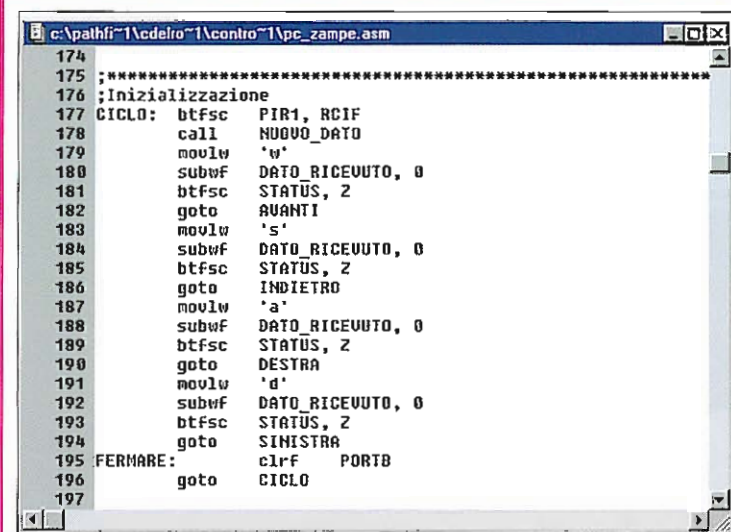 c:\pathfi~1\cdelro~1\contro~1\pc_zampe.asm
174
175 ;***********************************************************
176 ;Inizializzazione
177 CICLO: btfsc PIR1, RCIF
178 call NUOVO_DATO
179 movlw 'w'
180 subwf DATO_RICEVUTO, 0
181 btfsc STATUS, Z
182 goto AVANTI
183 movlw 's'
184 subwf DATO_RICEVUTO, 0
185 btfsc STATUS, Z
186 goto INDIETRO
187 movlw 'a'
188 subwf DATO_RICEVUTO, 0
189 btfsc STATUS, Z
190 goto DESTRA
191 movlw 'd'
192 subwf DATO_RICEVUTO, 0
193 btfsc STATUS, Z
194 goto SINISTRA
195 FERMARE: clrf PORTB
196 goto CICLO
197